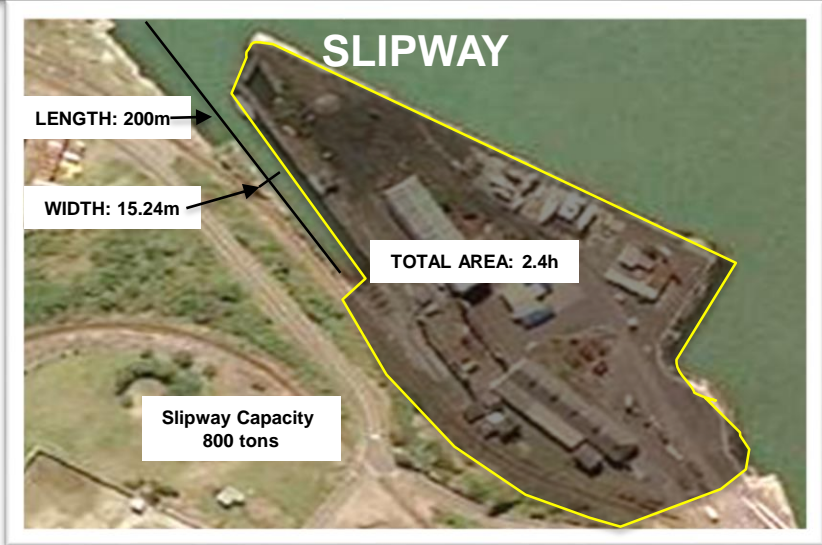 SLIPWAY
LENGTH: 200m
WIDTH: 15.24m
TOTAL AREA: 2.4h
Slipway Capacity
800 tons